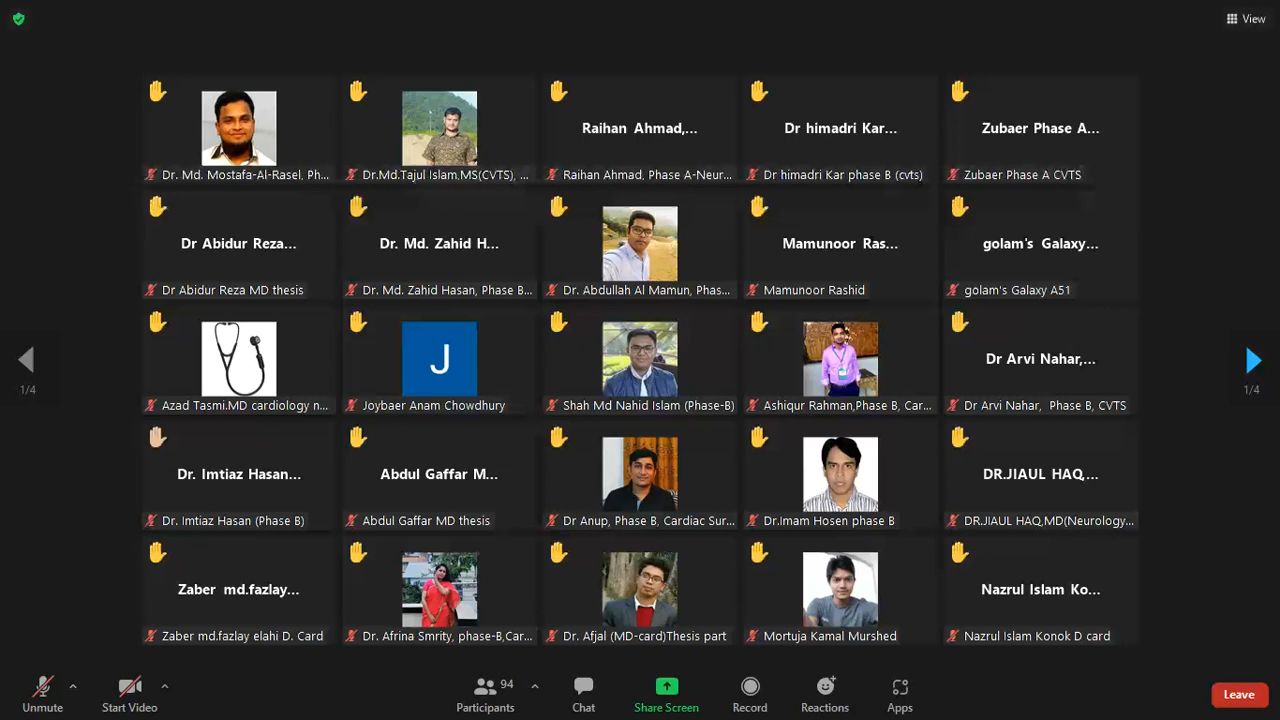 View
Dr. Md. Mostafa-Al-Rasel, Ph...
Dr.Md.Tajul Islam,MS(CVTS), ...
Raihan Ahmad,...
Raihan Ahmad, Phase A-Neur...
Dr himadri Kar...
Dr himadri Kar phase B (cvts)
Zubaer Phase A...
Zubaer Phase A CVTS
Dr Abidur Reza...
Dr Abidur Reza MD thesis
Dr. Md. Zahid H...
Dr. Md. Zahid Hasan, Phase B...
Dr. Abdullah Al Mamun, Phas...
Mamunoor Ras...
Mamunoor Rashid
golam's Galaxy...
golam's Galaxy A51
1/4
1/4
Azad Tasmi.MD cardiology n...
J
Joybaer Anam Chowdhury
Shah Md Nahid Islam (Phase-B)
Ashiqur Rahman,Phase B, Car...
Dr Arvi Nahar,...
Dr Arvi Nahar, Phase B, CVTS
Dr. Imtiaz Hasan...
Dr. Imtiaz Hasan (Phase B)
Abdul Gaffar M...
Abdul Gaffar MD thesis
Dr Anup, Phase B, Cardiac Sur...
Dr.Imam Hosen phase B
DR.JIAUL HAQ,...
DR.JIAUL HAQ,MD(Neurology...
Zaber md.fazlay...
Zaber md.fazlay elahi D. Card
Dr. Afrina Smrity, phase-B,Car...
Dr. Afjal (MD-card)Thesis part
Mortuja Kamal Murshed
Nazrul Islam Ko...
Nazrul Islam Konok D card
Unmute
Start Video
94
Participants
Chat
Share Screen
Record
Reactions
Apps
Leave